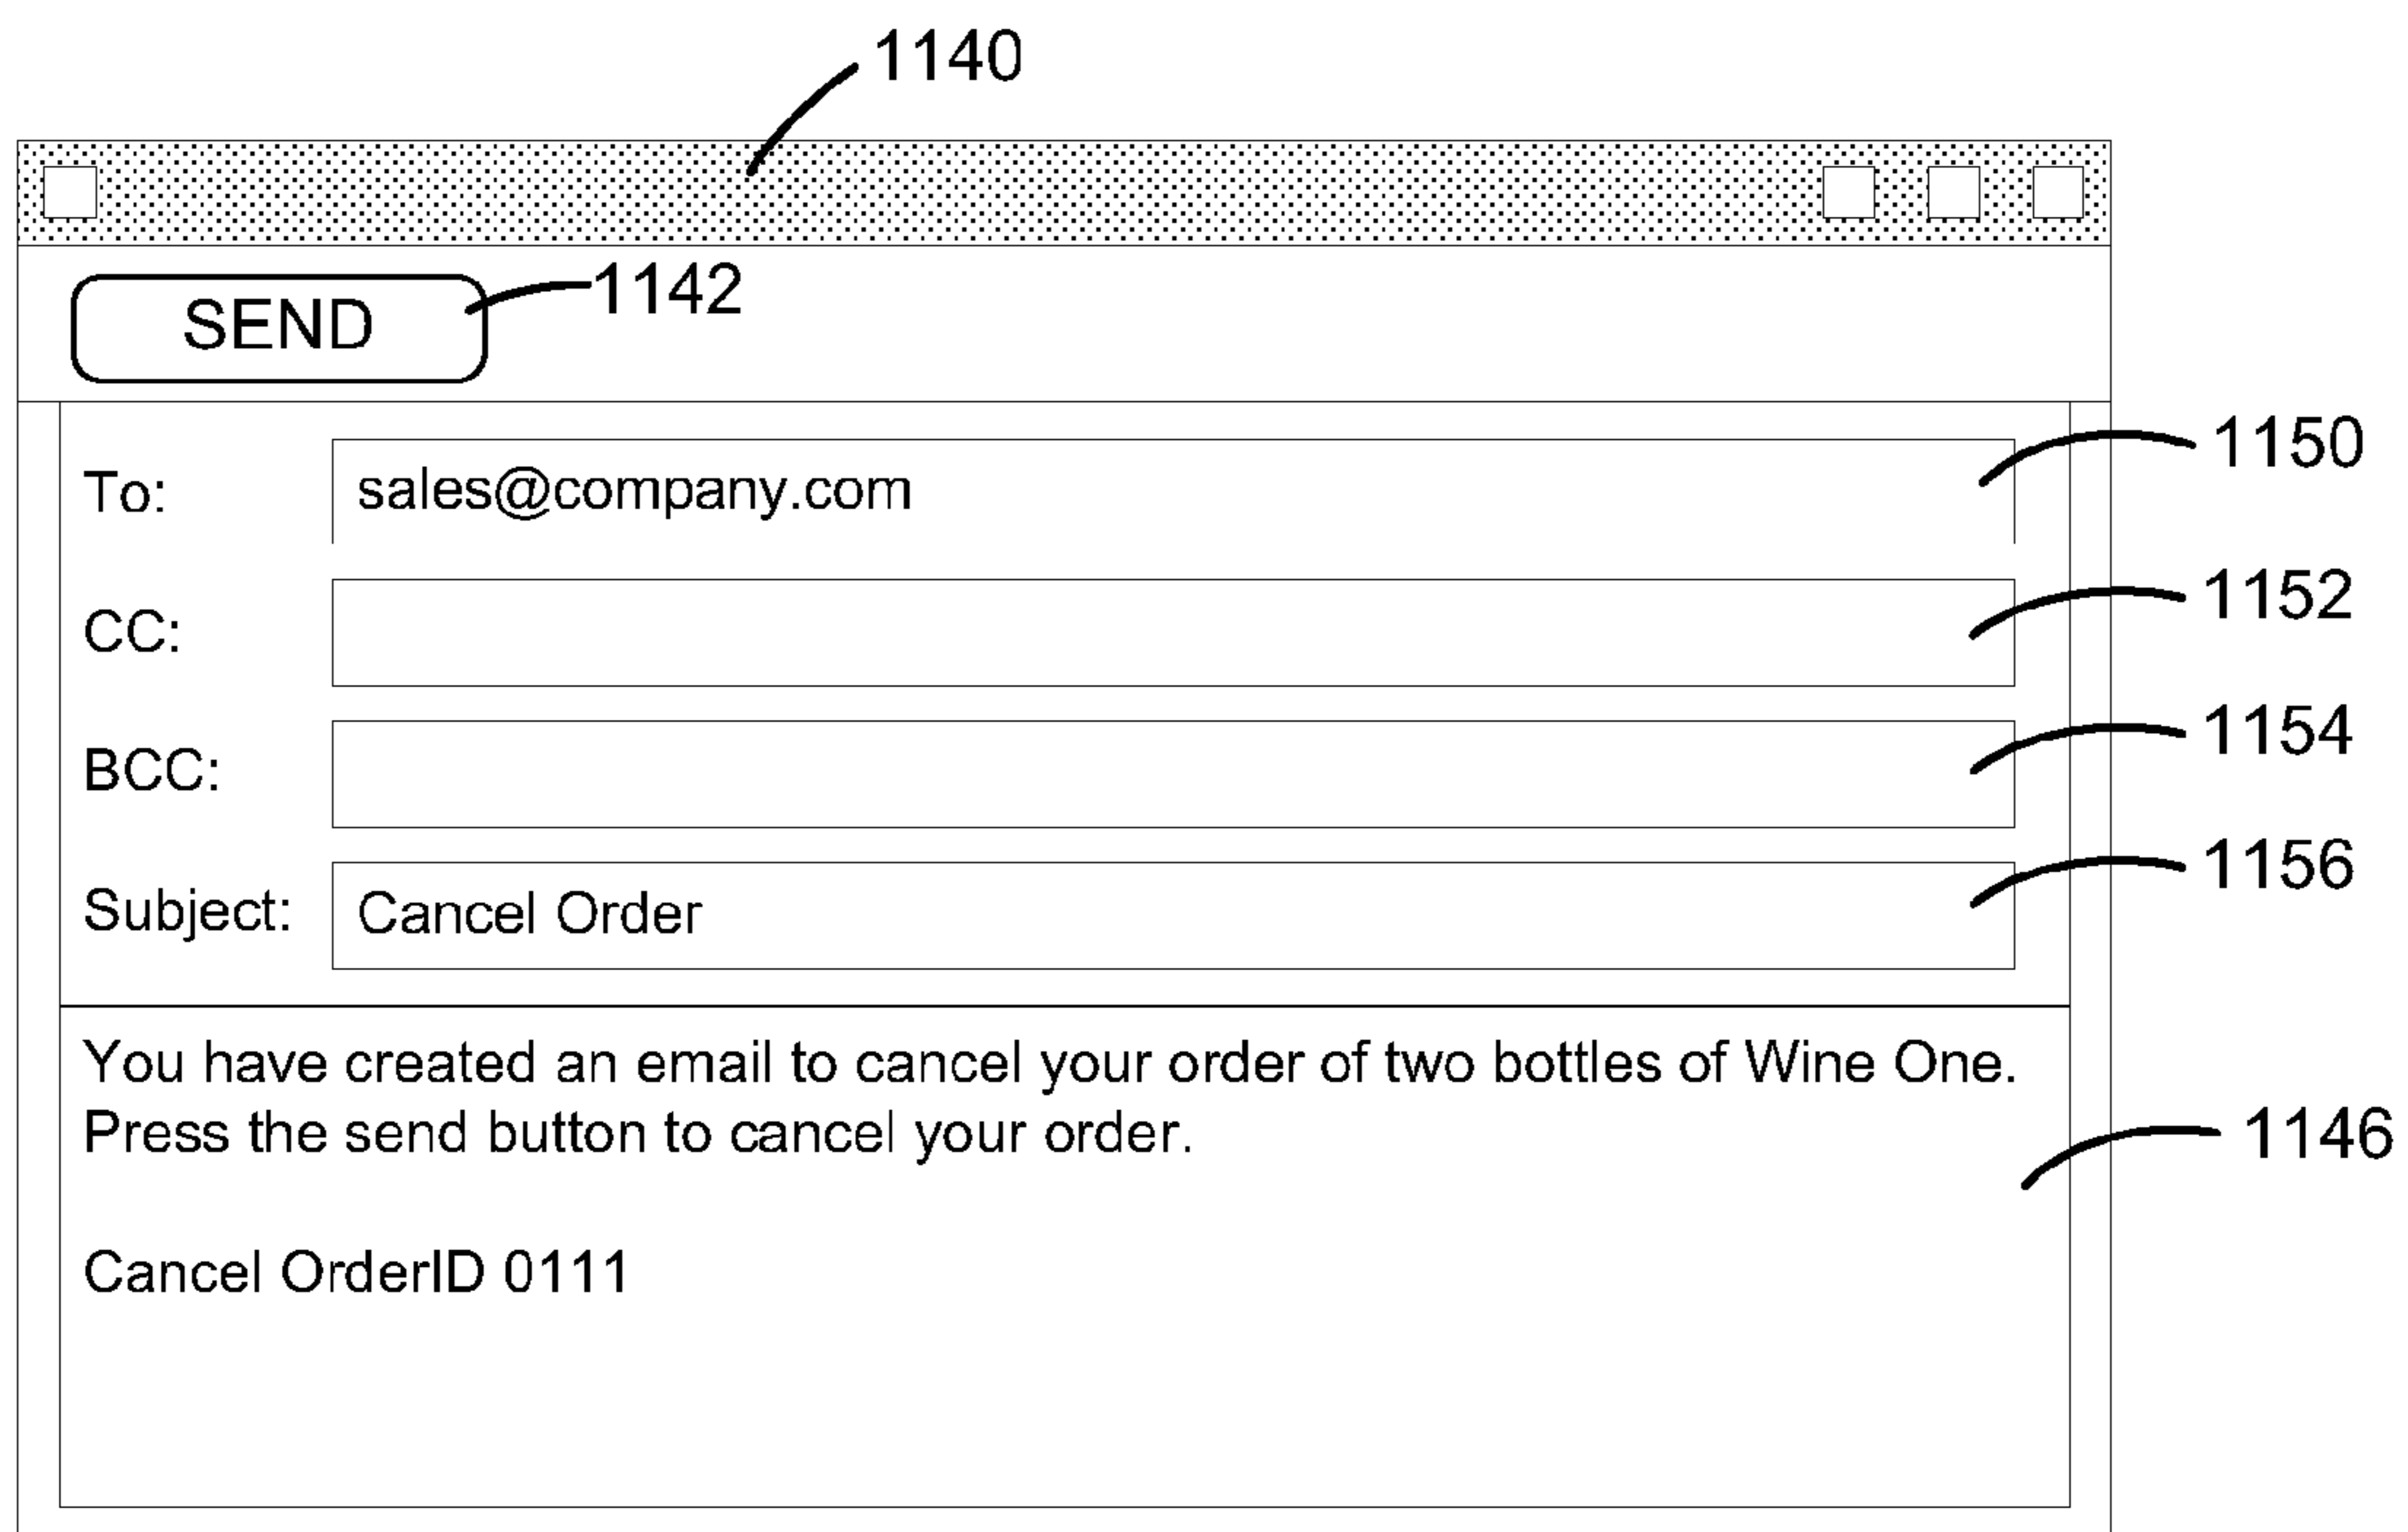 1140
SEND
1142
To: sales@company.com
1150
CC:
1152
BCC:
1154
Subject: Cancel Order
1156
You have created an email to cancel your order of two bottles of Wine One.
Press the send button to cancel your order.
1146
Cancel OrderID 0111